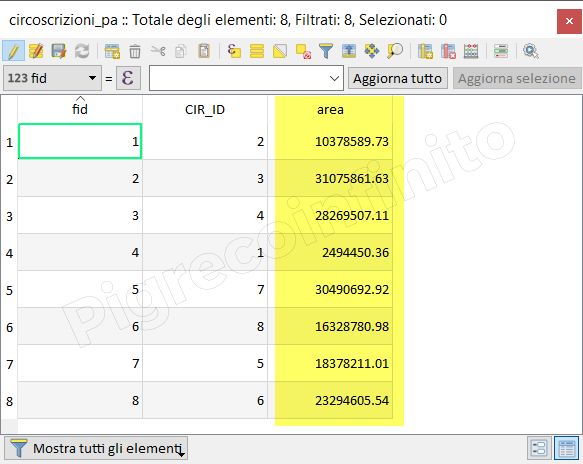 circoscrizioni_pa :: Totale degli elementi: 8, Filtrati: 8, Selezionati: 0
123 fid = ε Aggiorna tutto Aggiorna selezione
fid CIR_ID area
1 1 2 10378589.73
2 2 3 31075861.63
3 3 4 28269507.11
4 4 1 2494450.36
5 5 7 30490692.92
6 6 8 16328780.98
7 7 5 18378211.01
8 8 6 23294605.54
Pigrecoinfinito
Mostra tutti gli elementi